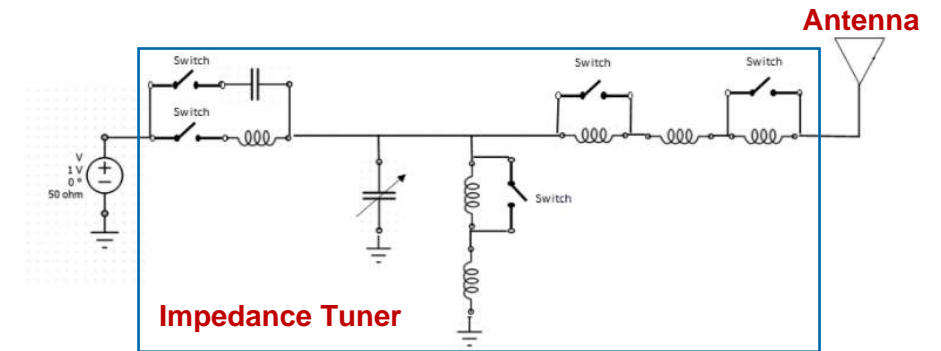 Antenna
Switch
Switch
Switch
Switch
V
1 V
0 °
50 ohm
Switch
Impedance Tuner